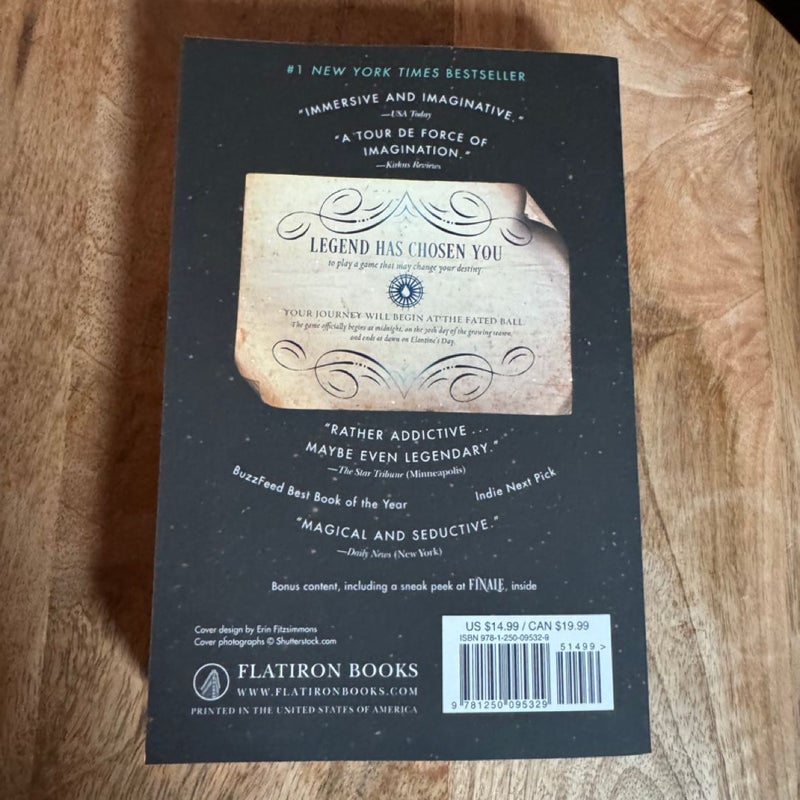 #1 NEW YORK TIMES BESTSELLER
"IMMERSIVE AND IMAGINATIVE."
—USA Today
"A TOUR DE FORCE OF
IMAGINATION."
—Kirkus Reviews
LEGEND HAS CHOSEN YOU
to play a game that may change your destiny
YOUR JOURNEY WILL BEGIN AT THE FATED BALL
The game officially begins at midnight, on the 30th day of the growing season,
and ends at dawn on Elantine's Day.
"RATHER ADDICTIVE ...
MAYBE EVEN LEGENDARY."
—The Star Tribune (Minneapolis)
BuzzFeed Best Book of the Year
Indie Next Pick
"MAGICAL AND SEDUCTIVE."
—Daily News (New York)
Bonus content, including a sneak peek at FINALE, inside
Cover design by Erin Fitzsimmons
Cover photographs © Shutterstock.com
FLATIRON BOOKS
WWW.FLATIRONBOOKS.COM
PRINTED IN THE UNITED STATES OF AMERICA
US $14.99 / CAN $19.99
ISBN 978-1-250-09532-9
51499>
9 781250 095329